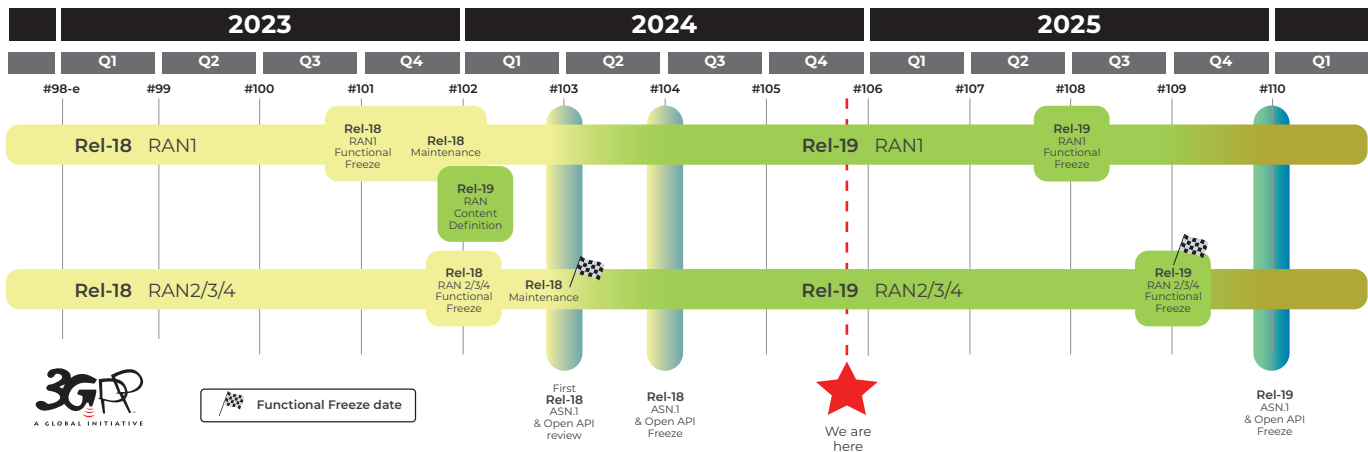 2023 2024 2025
Q1 Q2 Q3 Q4 Q1 Q2 Q3 Q4 Q1 Q2 Q3 Q4 Q1
#98-e #99 #100 #101 #102 #103 #104 #105 #106 #107 #108 #109 #110
Rel-18 RAN1
Rel-18
RAN1
Functional
Freeze
Rel-18
Maintenance
Rel-19 RAN1
Rel-19
RAN1
Functional
Freeze
Rel-19
RAN
Content
Definition
Rel-18 RAN2/3/4
Rel-18
RAN 2/3/4
Functional
Freeze
Rel-18
Maintenance
Rel-19 RAN2/3/4
Rel-19
RAN 2/3/4
Functional
Freeze
3GPP
TM
A GLOBAL INITIATIVE
Functional Freeze date
First
Rel-18
ASN.1
& Open API
review
Rel-18
ASN.1
& Open API
Freeze
We are
here
Rel-19
ASN.1
& Open API
Freeze